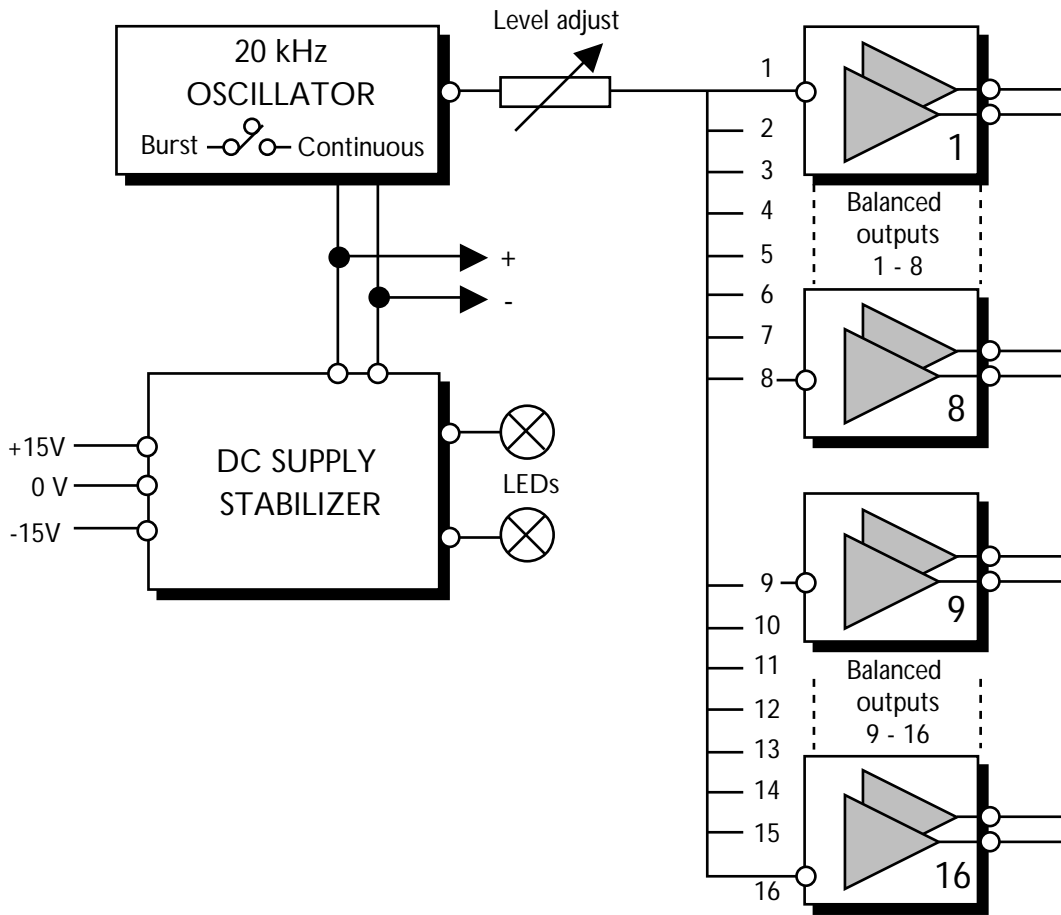 Level adjust
20 kHz
OSCILLATOR
Burst
Continuous
+
-
+15V
0 V
-15V
DC SUPPLY
STABILIZER
LEDs
1
2
3
4
5
6
7
8
9
10
11
12
13
14
15
16
1
Balanced
outputs
1 - 8
8
9
Balanced
outputs
9 - 16
16